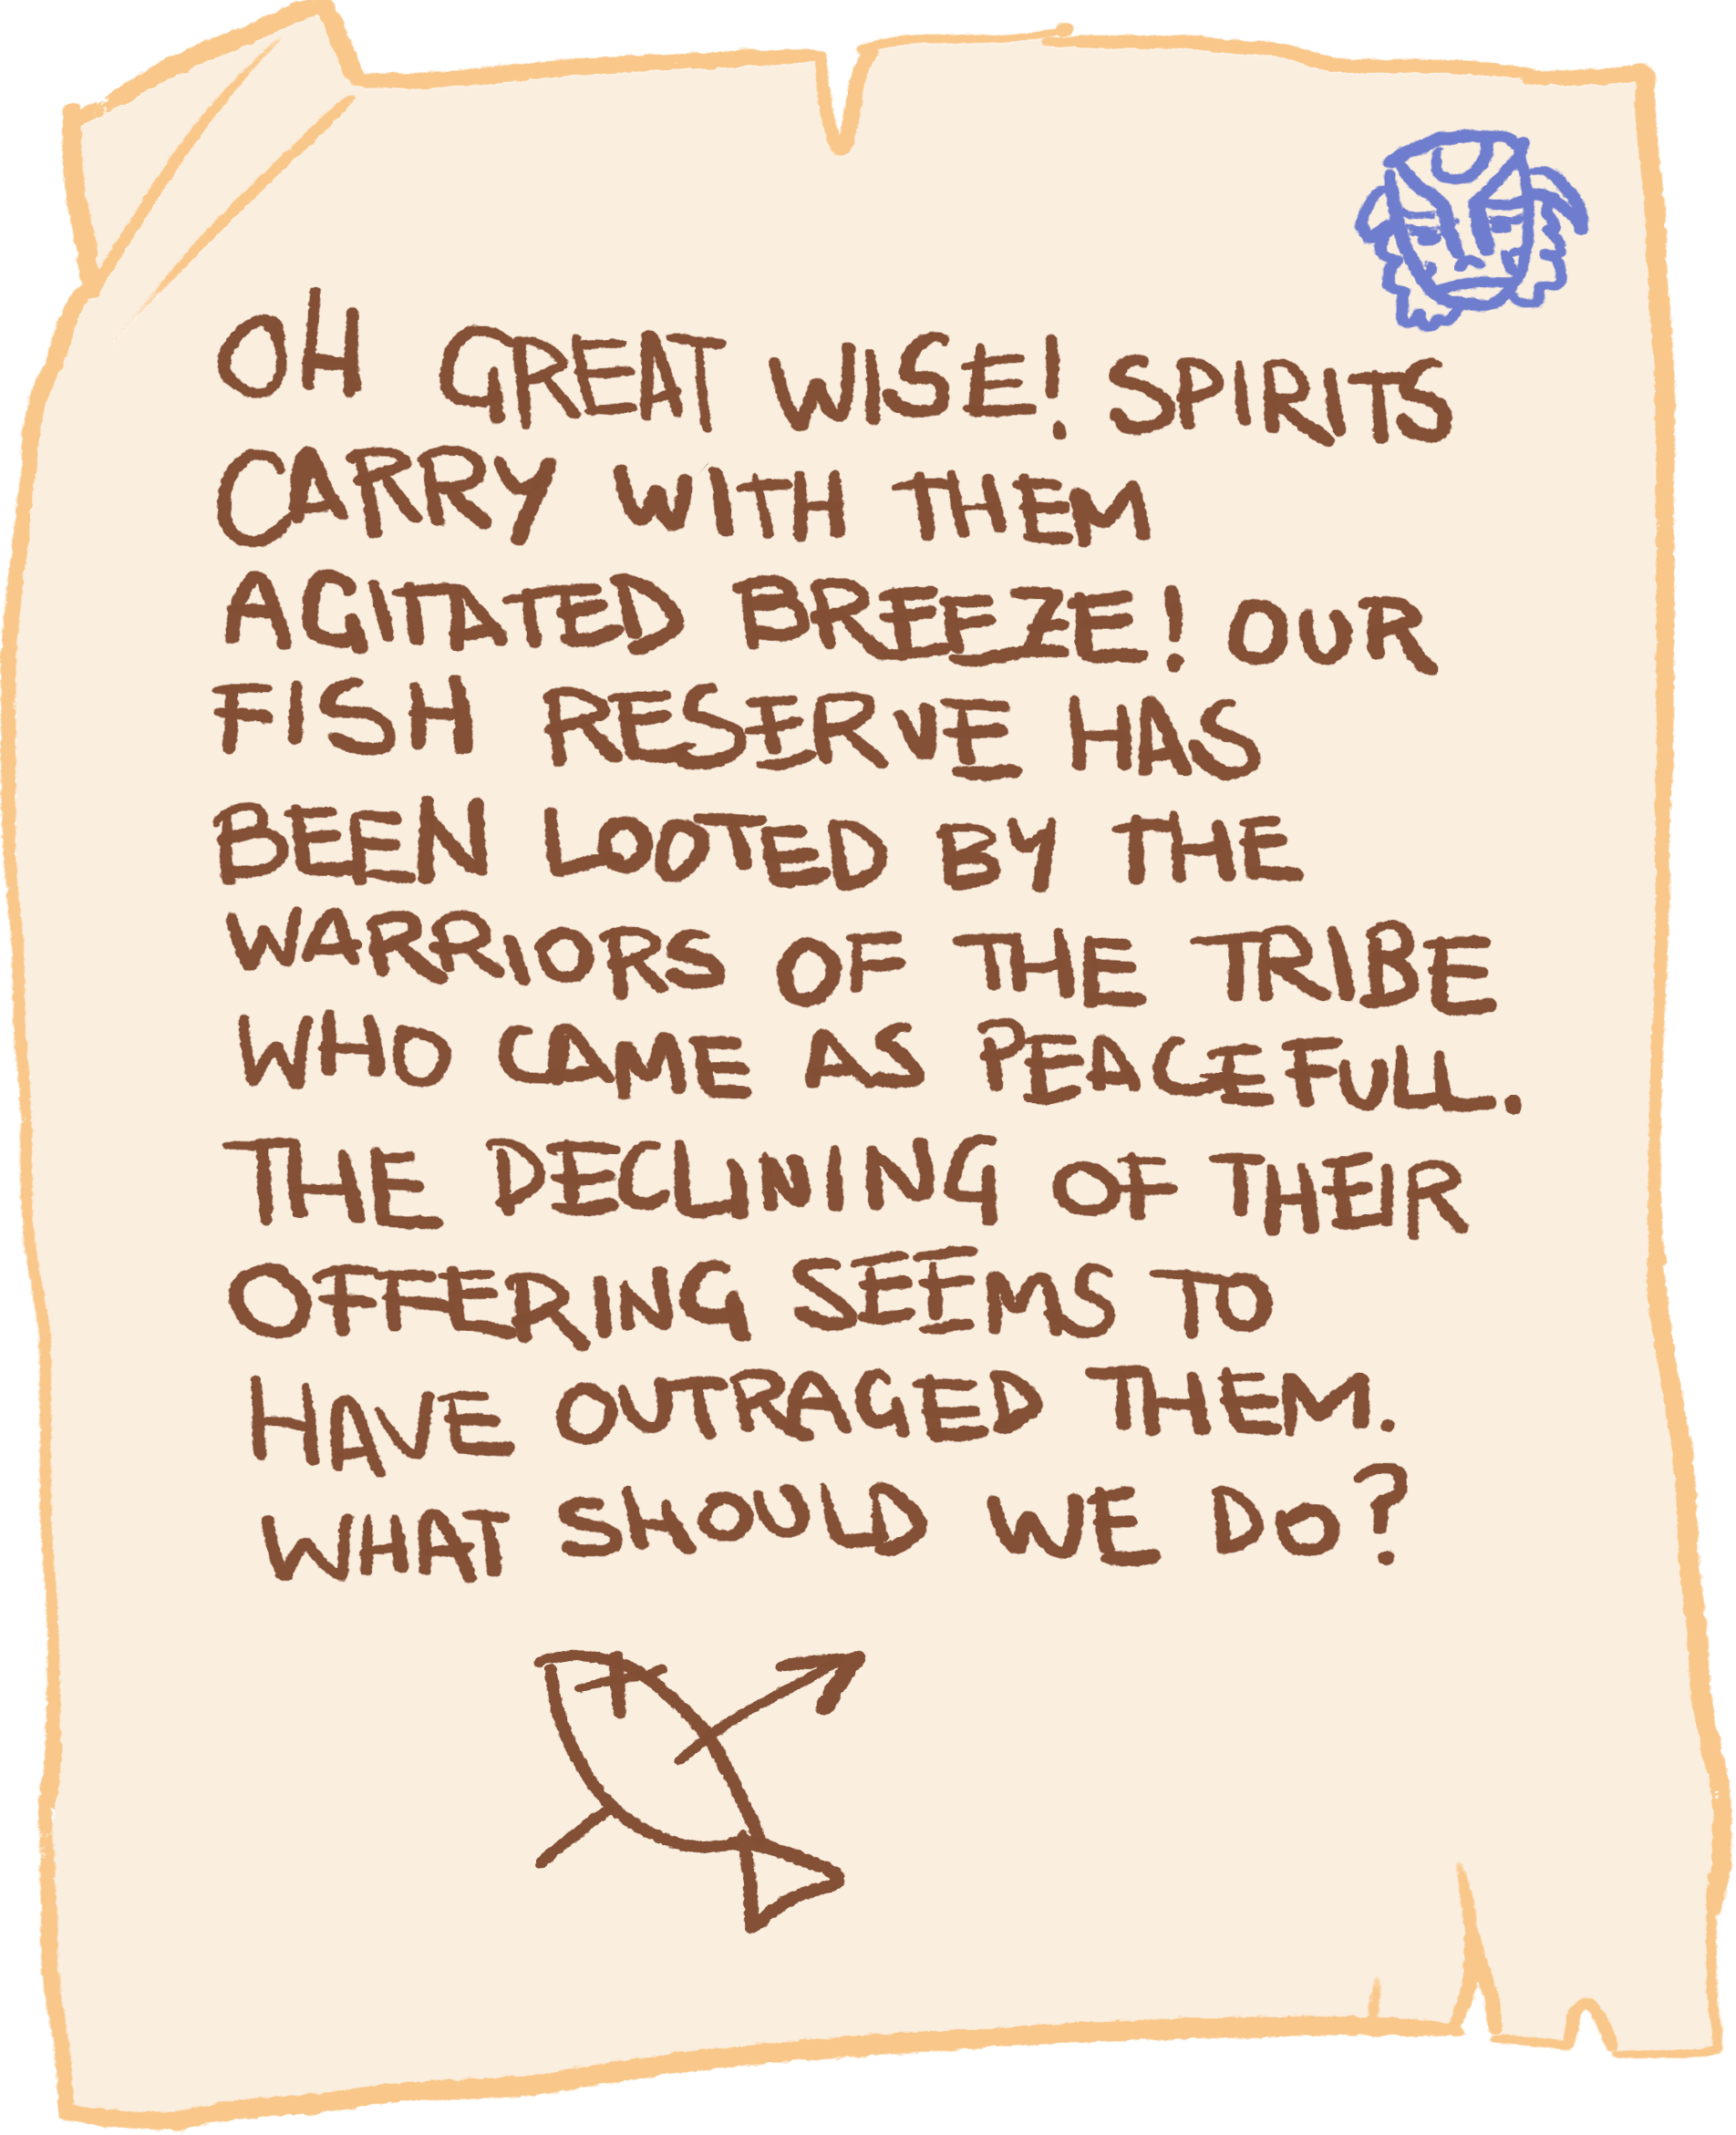 OH GREAT WISE! SPIRITS
CARRY WITH THEM
AGITATED BREEZE! OUR
FISH RESERVE HAS
BEEN LOOTED BY THE
WARRIORS OF THE TRIBE
WHO CAME AS PEACEFULL.
THE DECLINING OF THEIR
OFFERING SEEMS TO
HAVE OUTRAGED THEM.
WHAT SHOULD WE DO?